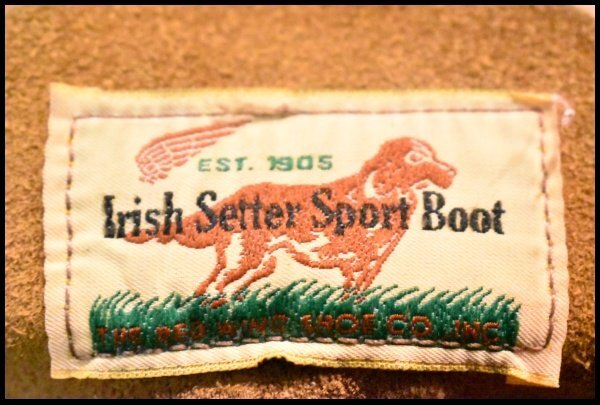 EST. 1905
Irish Setter Sport Boot
THE RED WING SHOE CO. INC.